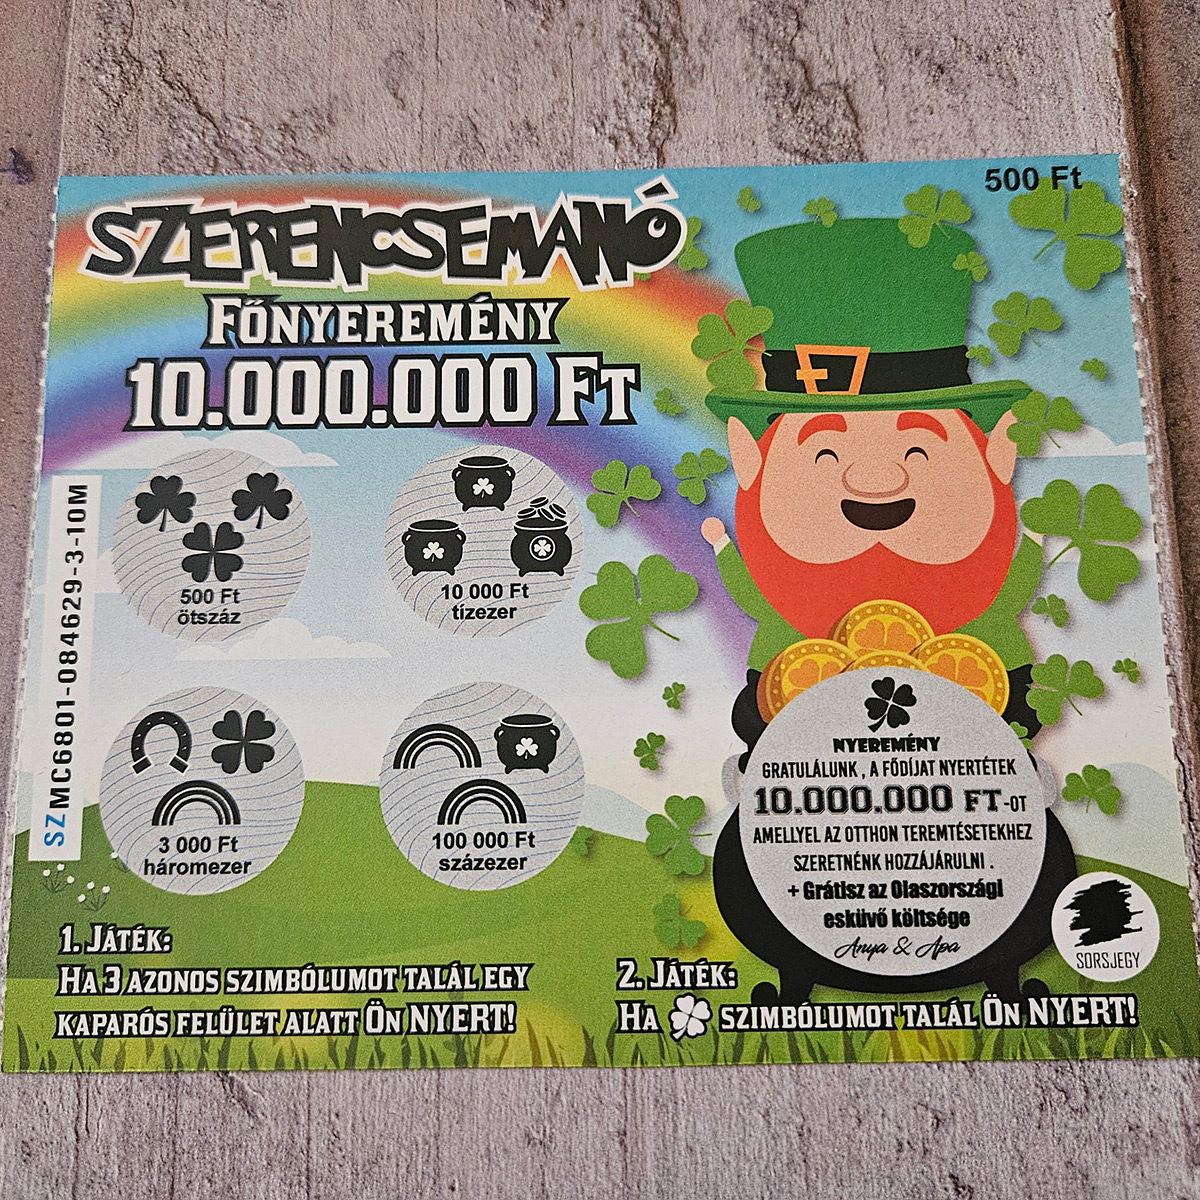 500 Ft
SZERENCSEMANÓ
FŐNYEREMÉNY
10.000.000 FT
SZMC6801-084629-3-10M
500 Ft
ötszáz
10 000 Ft
tízezer
3 000 Ft
háromezer
100 000 Ft
százezer
NYEREMÉNY
GRATULÁLUNK , A FŐDÍJAT NYERTÉTEK
10.000.000 FT-OT
AMELLYEL AZ OTTHON TEREMTÉSETEKHEZ
SZERETNÉNK HOZZÁJÁRULNI .
+ Grátisz az Olaszországi
esküvő költsége
Anya & Apa
SORSJEGY
1. JÁTÉK:
HA 3 AZONOS SZIMBÓLUMOT TALÁL EGY
KAPARÓS FELÜLET ALATT ÖN NYERT!
2. JÁTÉK:
HA SZIMBÓLUMOT TALÁL ÖN NYERT!